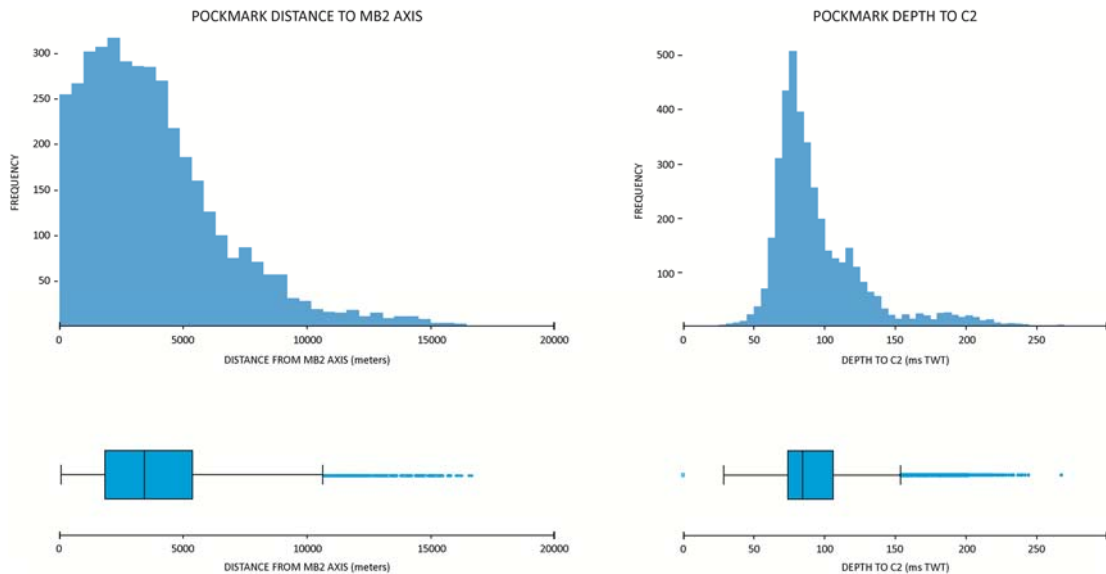 POCKMARK DISTANCE TO MB2 AXIS
300
250
200
150
100
50
FREQUENCY
0 5000 10000 15000 20000
DISTANCE FROM MB2 AXIS (meters)
0 5000 10000 15000 20000
DISTANCE FROM MB2 AXIS (meters)
POCKMARK DEPTH TO C2
500
400
300
200
100
FREQUENCY
0 50 100 150 200 250
DEPTH TO C2 (ms TWT)
0 50 100 150 200 250
DEPTH TO C2 (ms TWT)